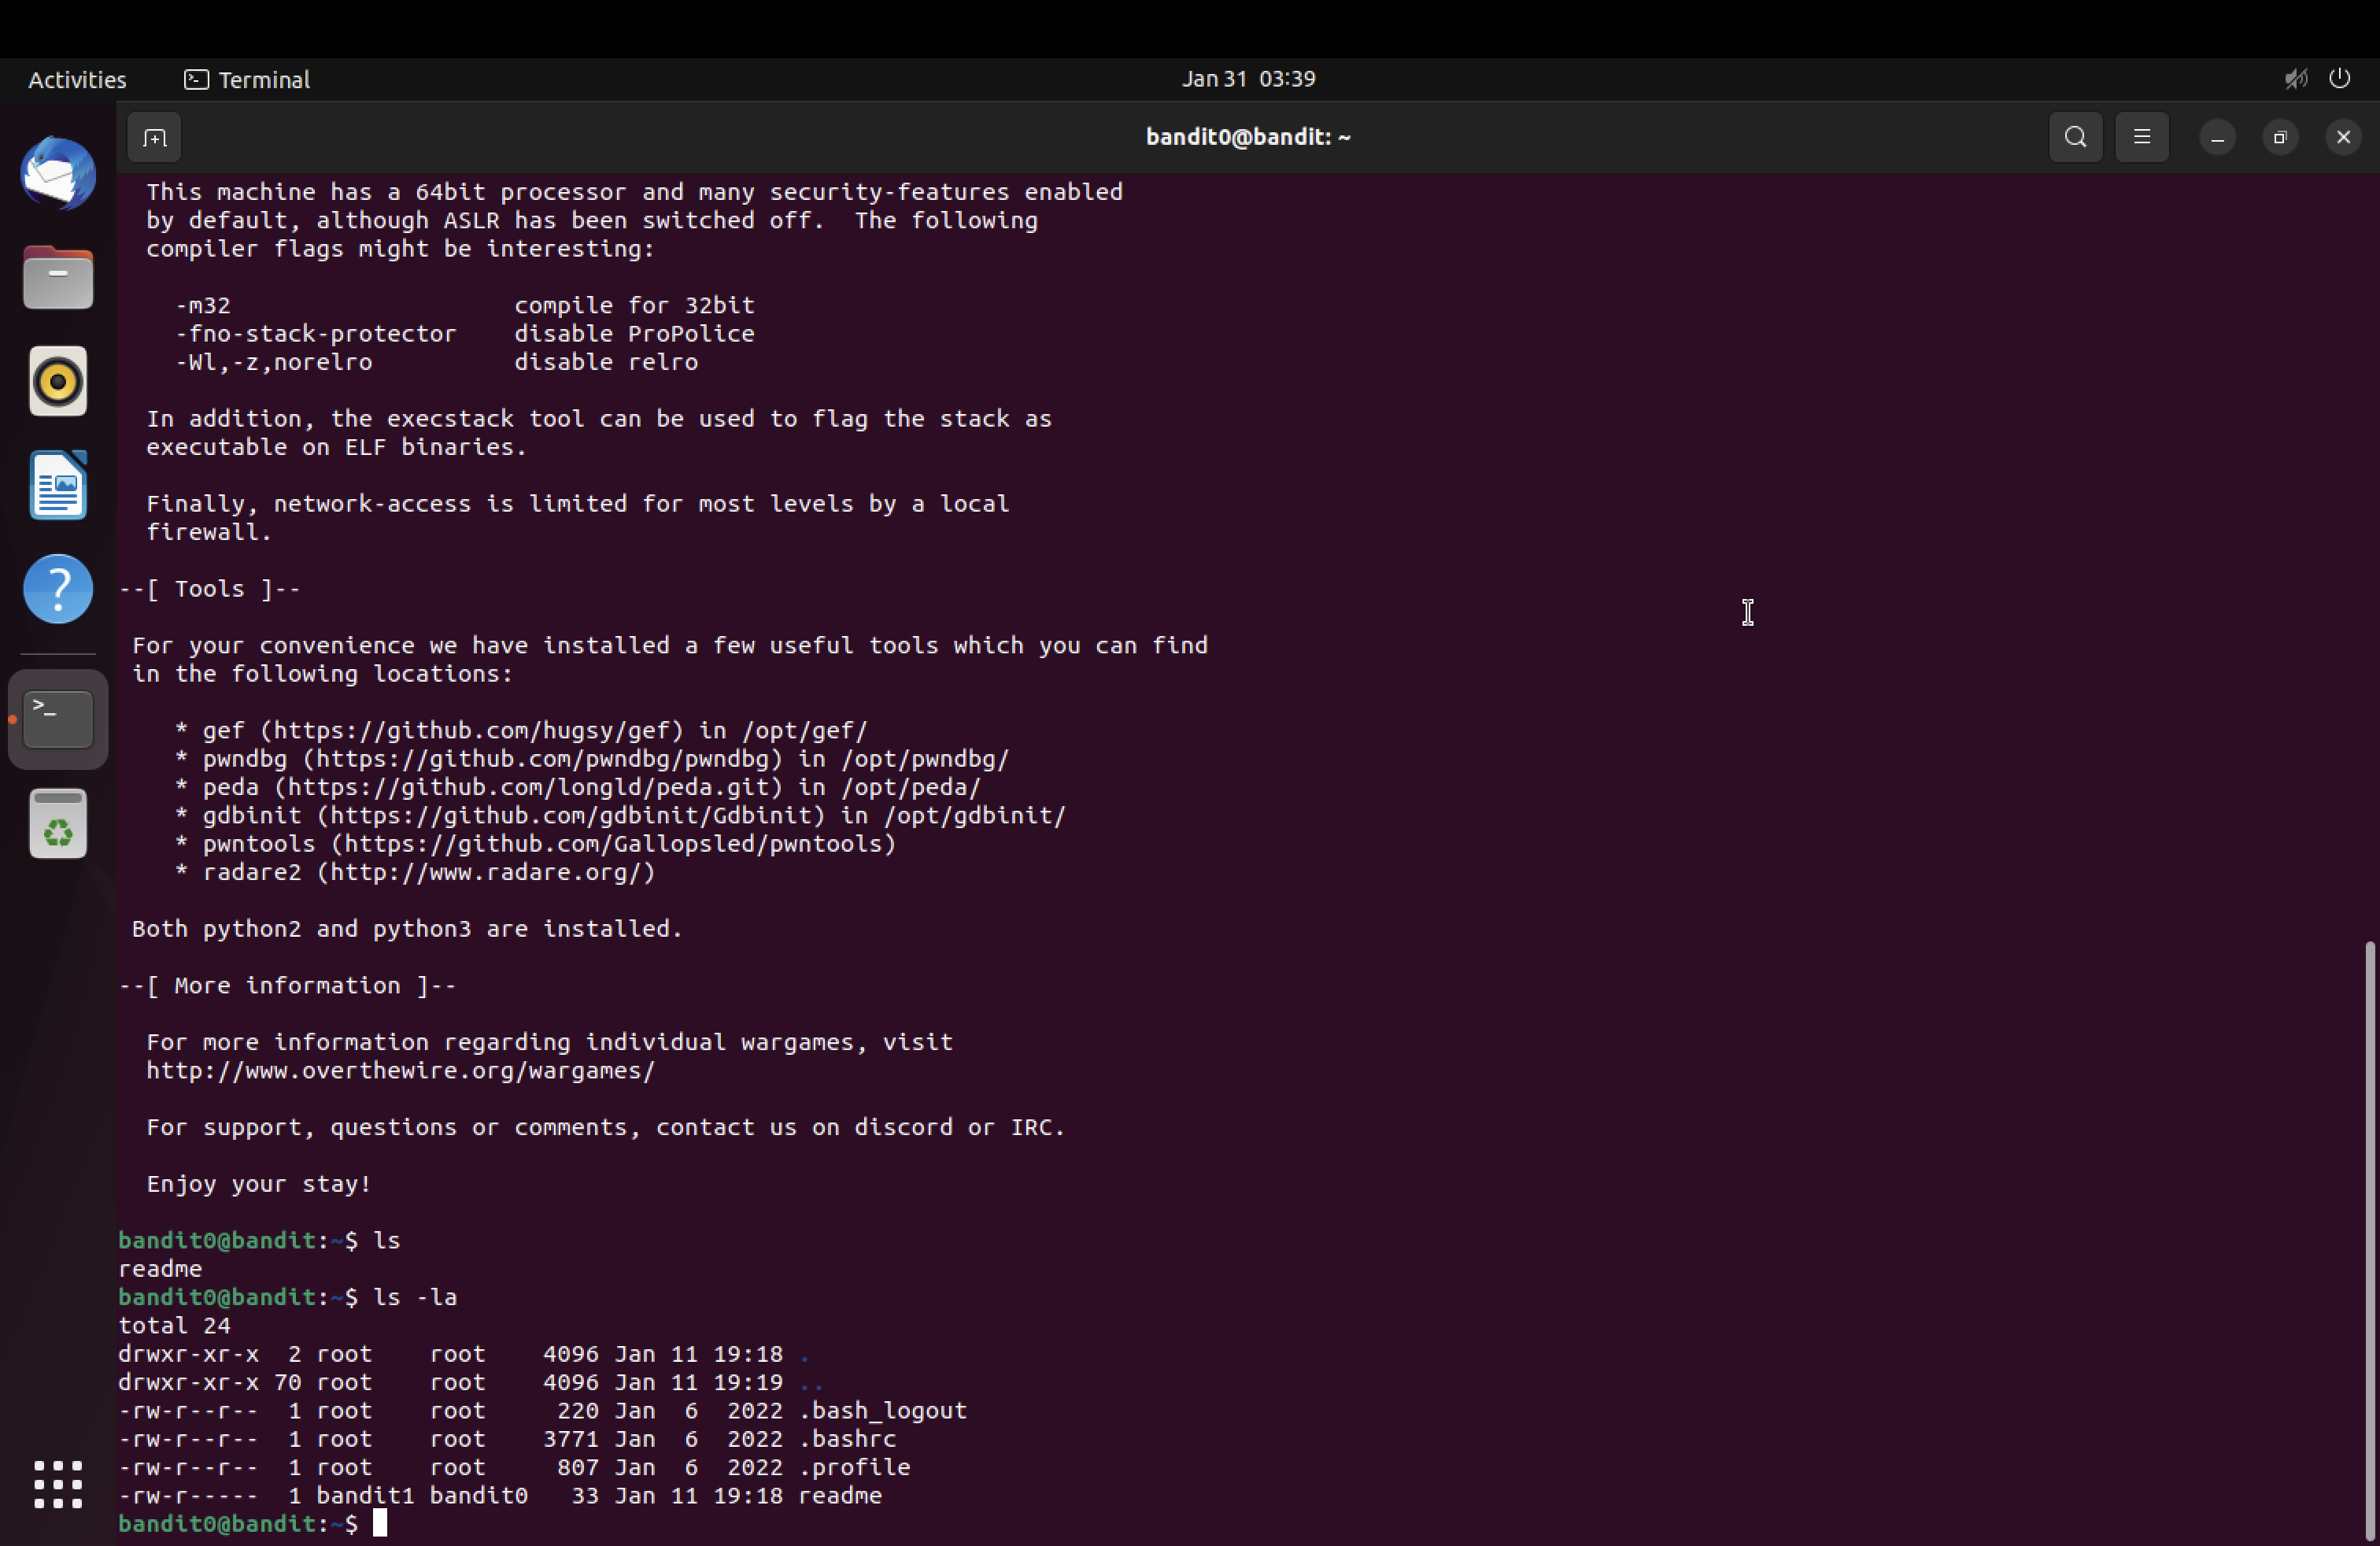 Activities
Terminal
Jan 31 03:39
bandit0@bandit: ~
  This machine has a 64bit processor and many security-features enabled
  by default, although ASLR has been switched off.  The following
  compiler flags might be interesting:
    -m32                    compile for 32bit
    -fno-stack-protector    disable ProPolice
    -Wl,-z,norelro          disable relro
  In addition, the execstack tool can be used to flag the stack as
  executable on ELF binaries.
  Finally, network-access is limited for most levels by a local
  firewall.
--[ Tools ]--
 For your convenience we have installed a few useful tools which you can find
 in the following locations:
    * gef (https://github.com/hugsy/gef) in /opt/gef/
    * pwndbg (https://github.com/pwndbg/pwndbg) in /opt/pwndbg/
    * peda (https://github.com/longld/peda.git) in /opt/peda/
    * gdbinit (https://github.com/gdbinit/Gdbinit) in /opt/gdbinit/
    * pwntools (https://github.com/Gallopsled/pwntools)
    * radare2 (http://www.radare.org/)
 Both python2 and python3 are installed.
--[ More information ]--
  For more information regarding individual wargames, visit
  http://www.overthewire.org/wargames/
  For support, questions or comments, contact us on discord or IRC.
  Enjoy your stay!
bandit0@bandit:~$ ls
readme
bandit0@bandit:~$ ls -la
total 24
drwxr-xr-x  2 root    root    4096 Jan 11 19:18 .
drwxr-xr-x 70 root    root    4096 Jan 11 19:19 ..
-rw-r--r--  1 root    root     220 Jan  6  2022 .bash_logout
-rw-r--r--  1 root    root    3771 Jan  6  2022 .bashrc
-rw-r--r--  1 root    root     807 Jan  6  2022 .profile
-rw-r-----  1 bandit1 bandit0   33 Jan 11 19:18 readme
bandit0@bandit:~$